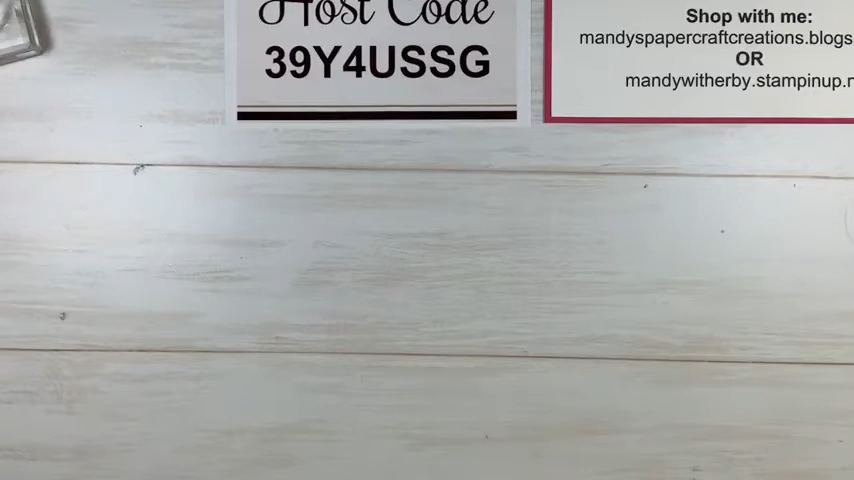 Host Code
39Y4USSG
Shop with me:
mandyspapercraftcreations.blogs
OR
mandywitherby.stampinup.n